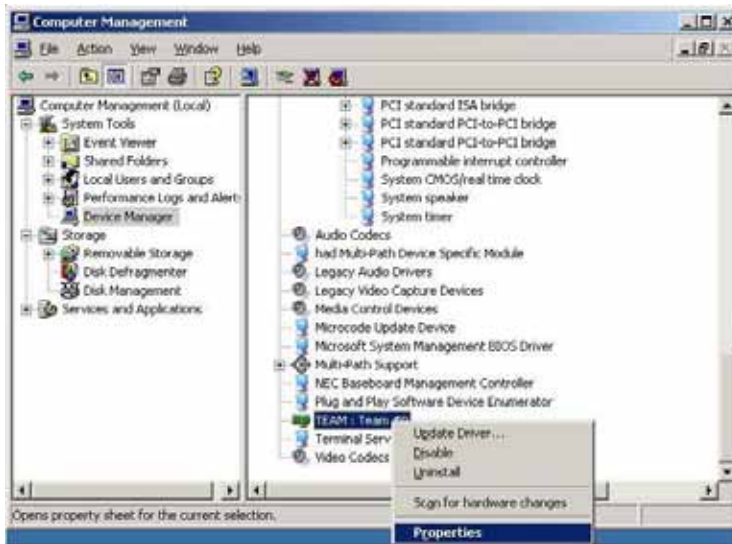 Computer Management
File Action View Window Help
Computer Management (Local)
System Tools
Event Viewer
Shared Folders
Local Users and Groups
Performance Logs and Alert
Device Manager
Storage
Removable Storage
Disk Defragmenter
Disk Management
Services and Applications
PCI standard ISA bridge
PCI standard PCI-to-PCI bridge
PCI standard PCI-to-PCI bridge
Programmable interrupt controller
System CMOS/real time clock
System speaker
System timer
Audio Codecs
had Multi-Path Device Specific Module
Legacy Audio Drivers
Legacy Video Capture Devices
Media Control Devices
Microcode Update Device
Microsoft System Management BIOS Driver
Multi-Path Support
NEC Baseboard Management Controller
Plug and Play Software Device Enumerator
TEAM : Team
Terminal Serv
Video Codecs
Update Driver...
Disable
Uninstall
Scan for hardware changes
Properties
Opens property sheet for the current selection.